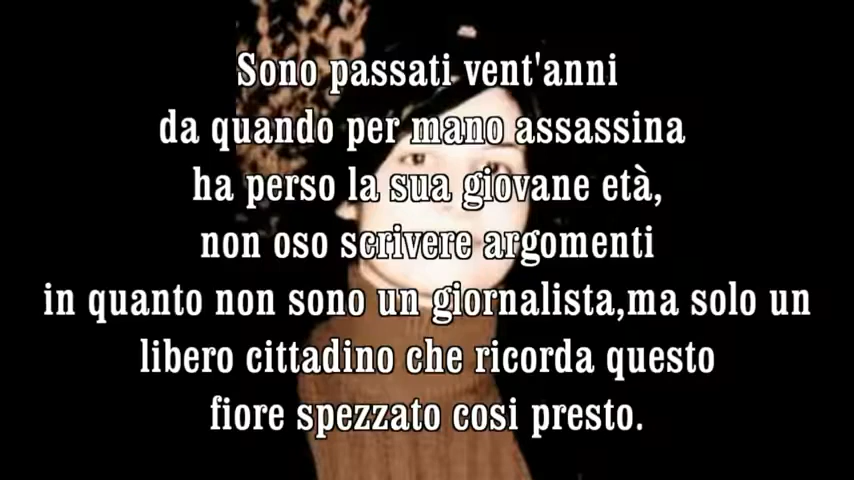 Sono passati vent'anni
da quando per mano assassina
ha perso la sua giovane età,
non oso scrivere argomenti
in quanto non sono un giornalista,ma solo un
libero cittadino che ricorda questo
fiore spezzato cosi presto.